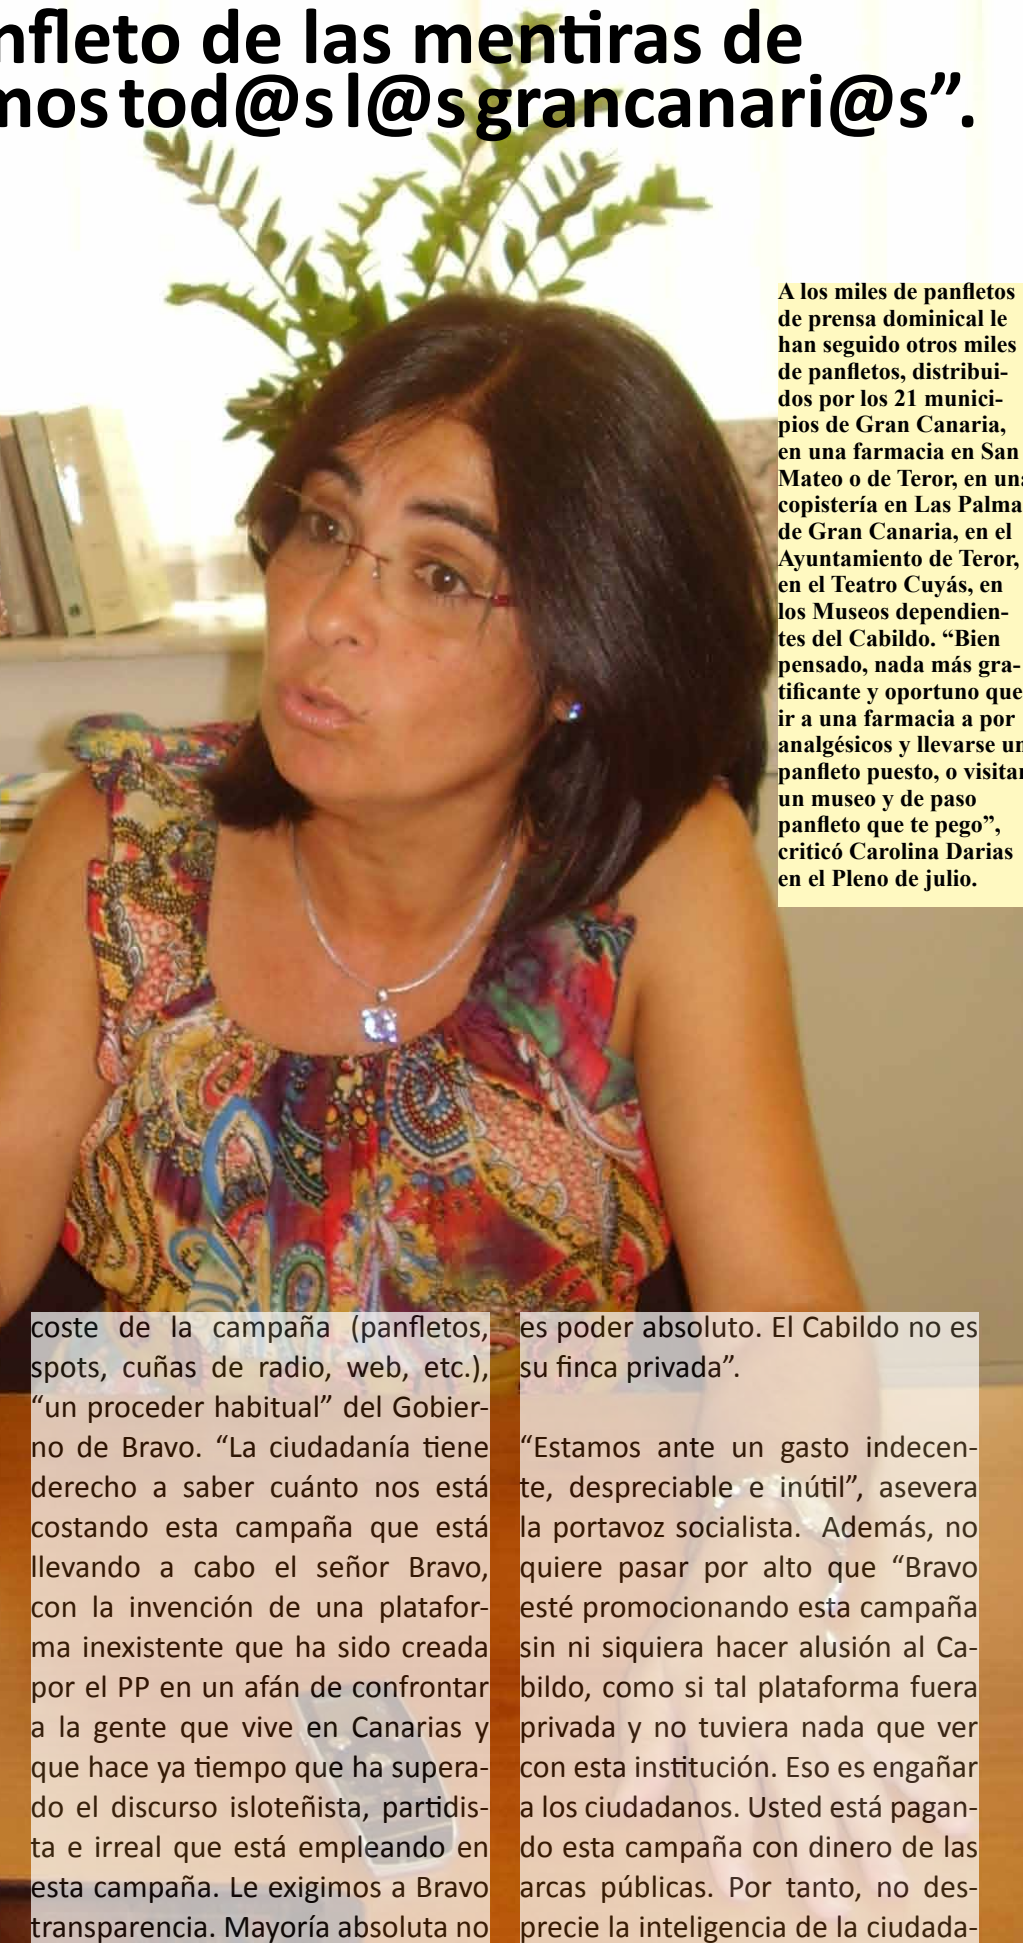 nfleto de las mentiras de
mos tod@s l@s grancanari@s”.
A los miles de panfletos
de prensa dominical le
han seguido otros miles
de panfletos, distribui-
dos por los 21 munici-
pios de Gran Canaria,
en una farmacia en San
Mateo o de Teror, en una
copistería en Las Palma
de Gran Canaria, en el
Ayuntamiento de Teror,
en el Teatro Cuyás, en
los Museos dependien-
tes del Cabildo. “Bien
pensado, nada más gra-
tificante y oportuno que
ir a una farmacia a por
analgésicos y llevarse un
panfleto puesto, o visitar
un museo y de paso
panfleto que te pego”,
criticó Carolina Darias
en el Pleno de julio.
coste de la campaña (panfletos,
spots, cuñas de radio, web, etc.),
“un proceder habitual” del Gobier-
no de Bravo. “La ciudadanía tiene
derecho a saber cuánto nos está
costando esta campaña que está
llevando a cabo el señor Bravo,
con la invención de una platafor-
ma inexistente que ha sido creada
por el PP en un afán de confrontar
a la gente que vive en Canarias y
que hace ya tiempo que ha supera-
do el discurso isloteñista, partidis-
ta e irreal que está empleando en
esta campaña. Le exigimos a Bravo
transparencia. Mayoría absoluta no
es poder absoluto. El Cabildo no es
su finca privada”.
“Estamos ante un gasto indecen-
te, despreciable e inútil”, asevera
la portavoz socialista. Además, no
quiere pasar por alto que “Bravo
esté promocionando esta campaña
sin ni siquiera hacer alusión al Ca-
bildo, como si tal plataforma fuera
privada y no tuviera nada que ver
con esta institución. Eso es engañar
a los ciudadanos. Usted está pagan-
do esta campaña con dinero de las
arcas públicas. Por tanto, no des-
precie la inteligencia de la ciudada-